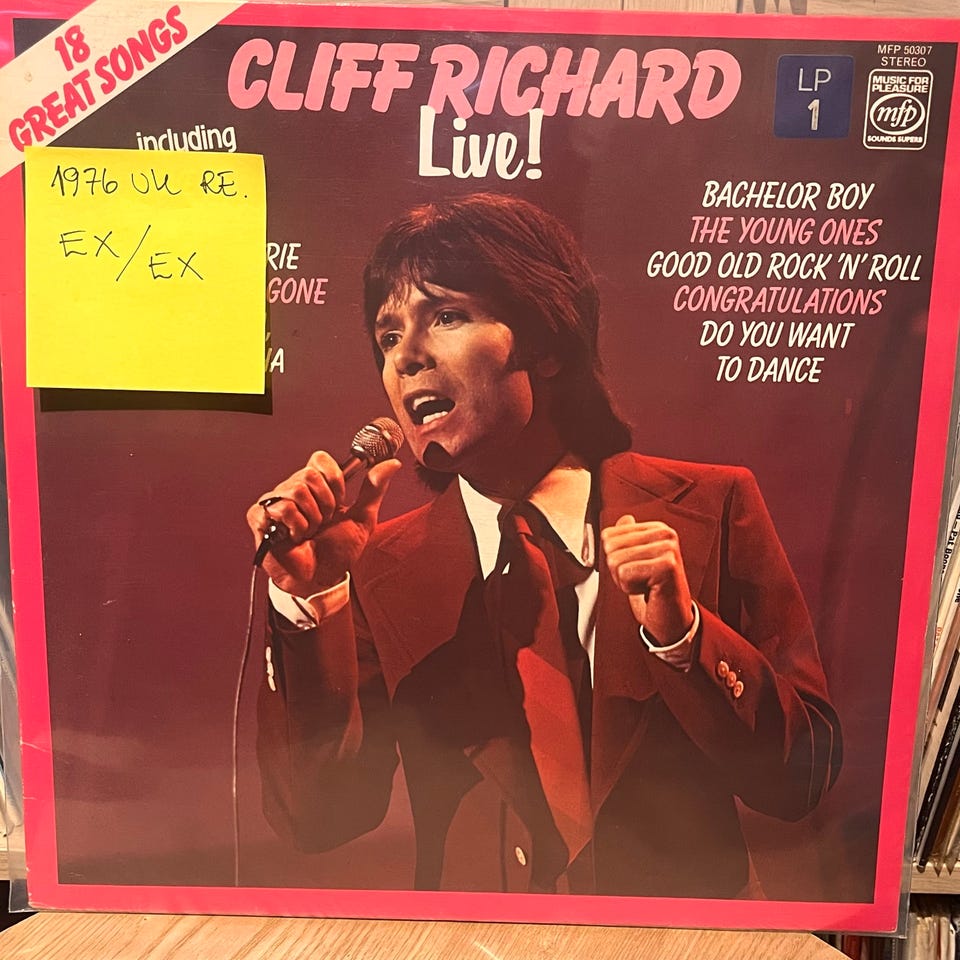 18
GREAT SONGS
CLIFF RICHARD
Live!
including
1976 UK RE.
EX/EX
RIE
GONE
IA
BACHELOR BOY
THE YOUNG ONES
GOOD OLD ROCK 'N' ROLL
CONGRATULATIONS
DO YOU WANT
TO DANCE
LP
1
MFP 50307
STEREO
MUSIC FOR
PLEASURE
mfp
SOUNDS SUPERB